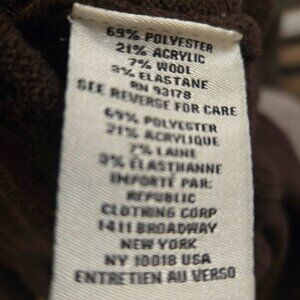 69% POLYESTER
21% ACRYLIC
7% WOOL
3% ELASTANE
RN 93178
SEE REVERSE FOR CARE
69% POLYESTER
21% ACRYLIQUE
7% LAINE
3% ELASTHANNE
IMPORTÉ PAR:
REPUBLIC
CLOTHING CORP
1411 BROADWAY
NEW YORK
NY 10018 USA
ENTRETIEN AU VERSO